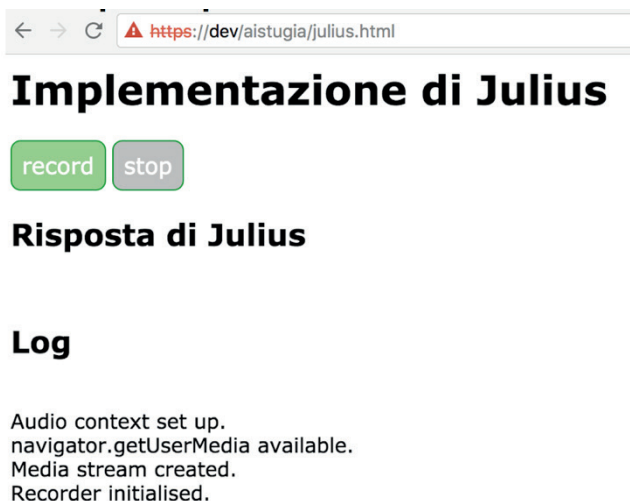 https://dev/aistugia/julius.html
Implementazione di Julius
record stop
Risposta di Julius
Log
Audio context set up.
navigator.getUserMedia available.
Media stream created.
Recorder initialised.